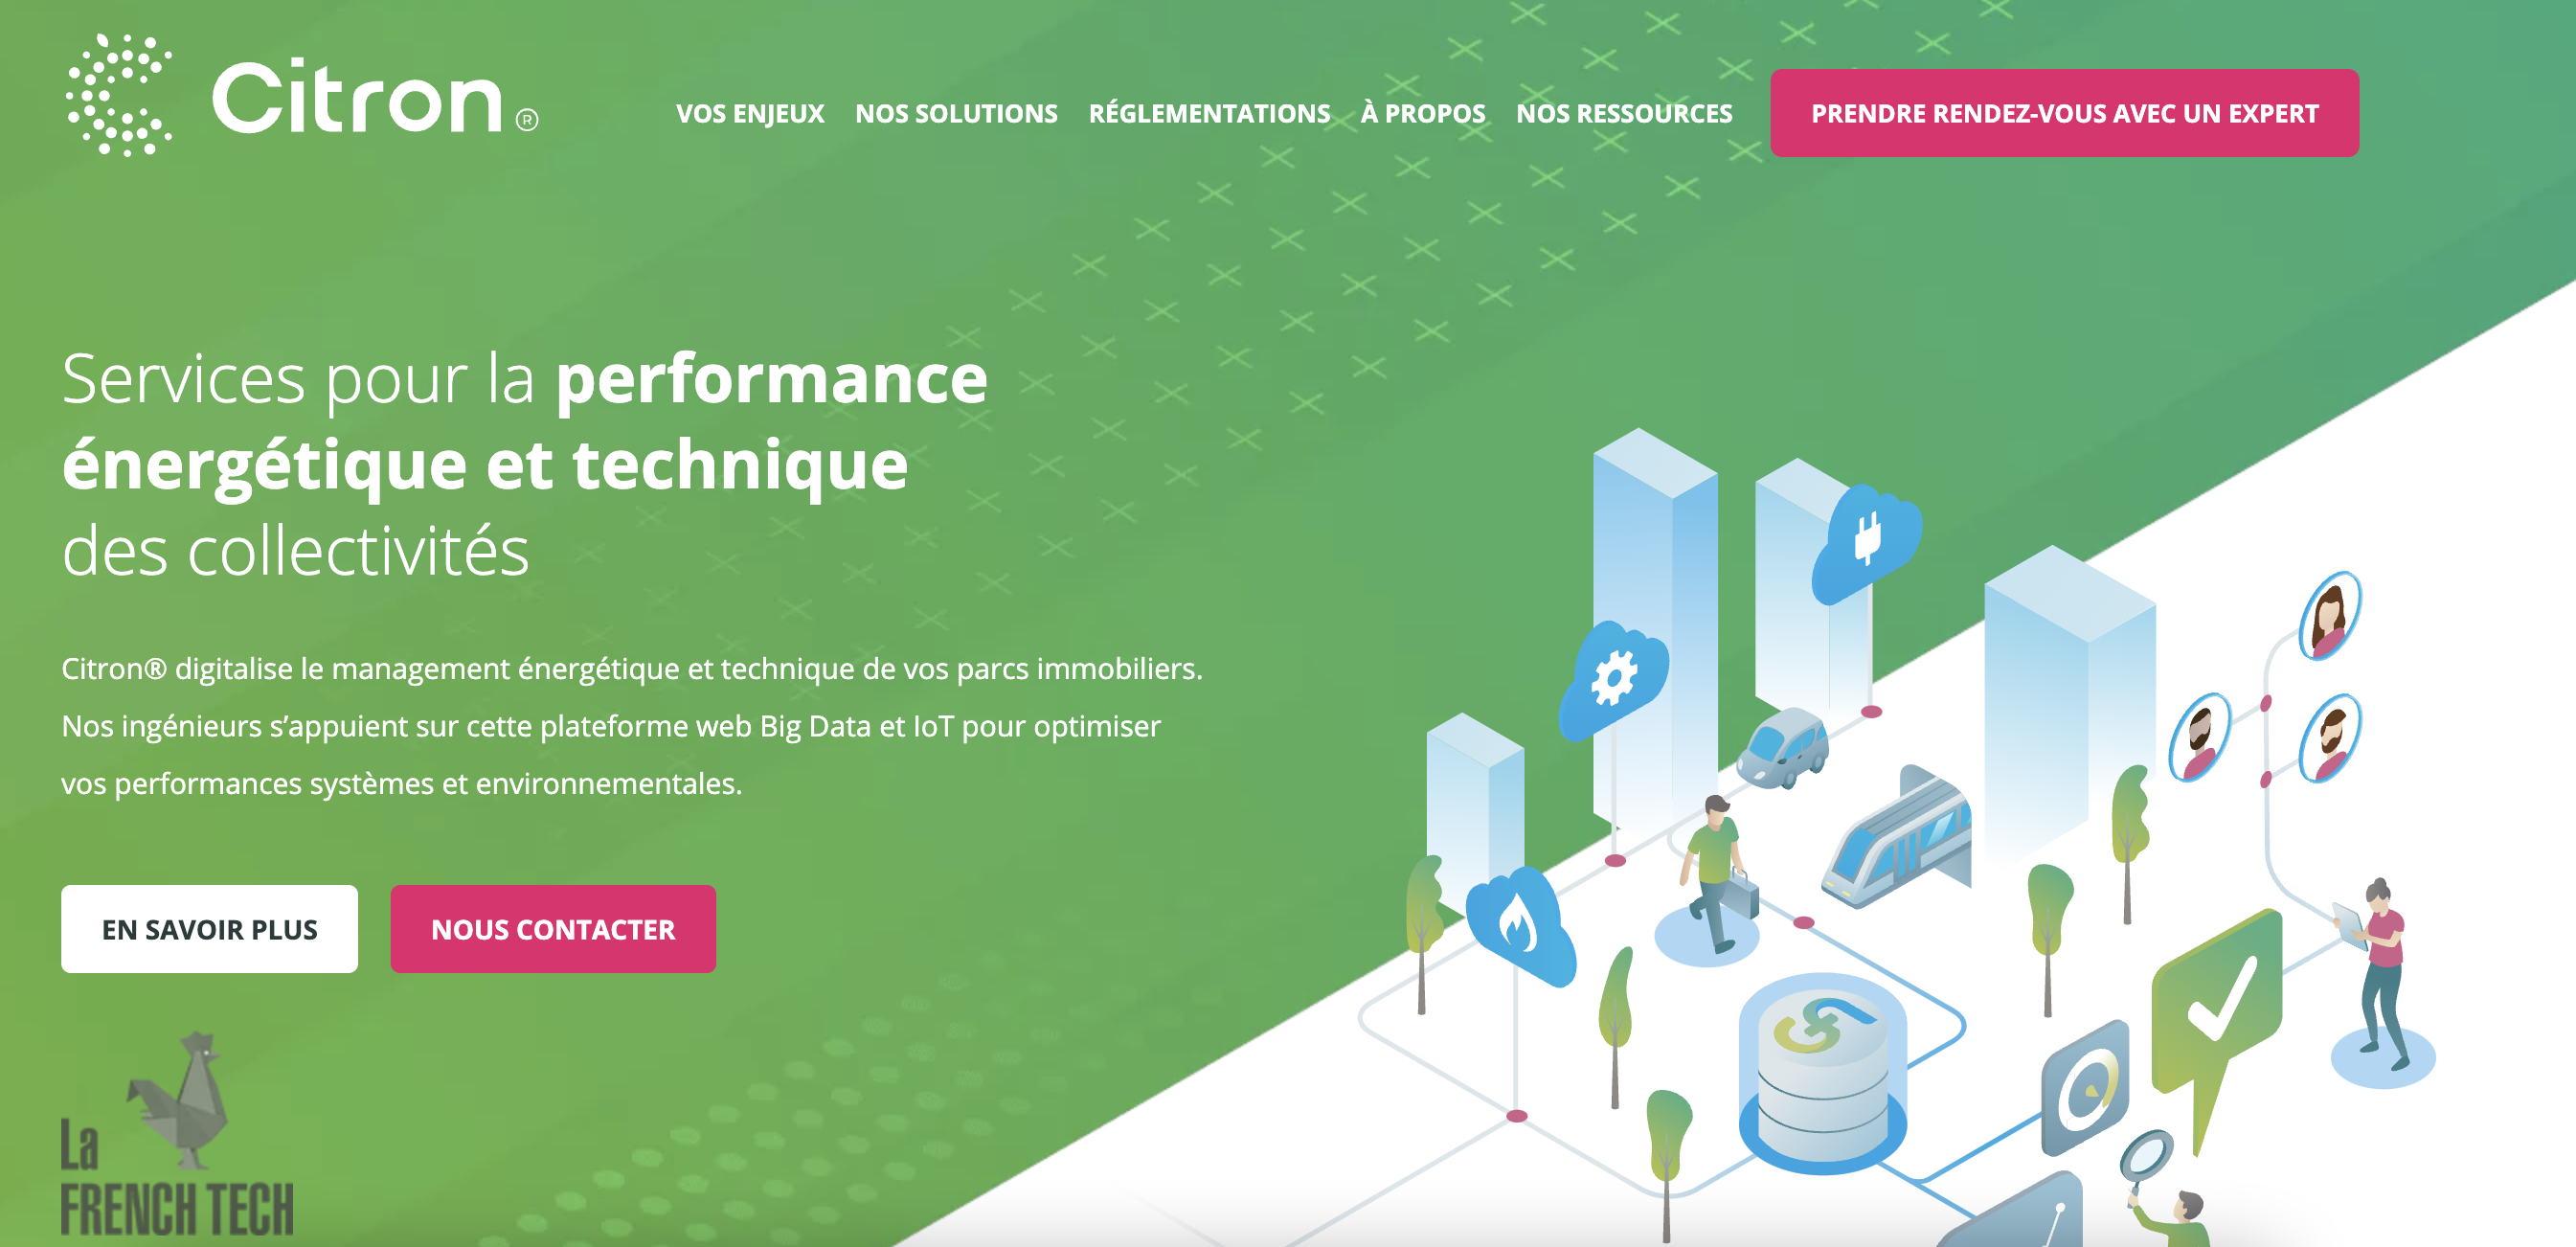 Citron®
VOS ENJEUX NOS SOLUTIONS RÉGLEMENTATIONS À PROPOS NOS RESSOURCES PRENDRE RENDEZ-VOUS AVEC UN EXPERT
Services pour la performance
énergétique et technique
des collectivités
Citron® digitalise le management énergétique et technique de vos parcs immobiliers.
Nos ingénieurs s’appuient sur cette plateforme web Big Data et IoT pour optimiser
vos performances systèmes et environnementales.
EN SAVOIR PLUS NOUS CONTACTER
La
FRENCH TECH